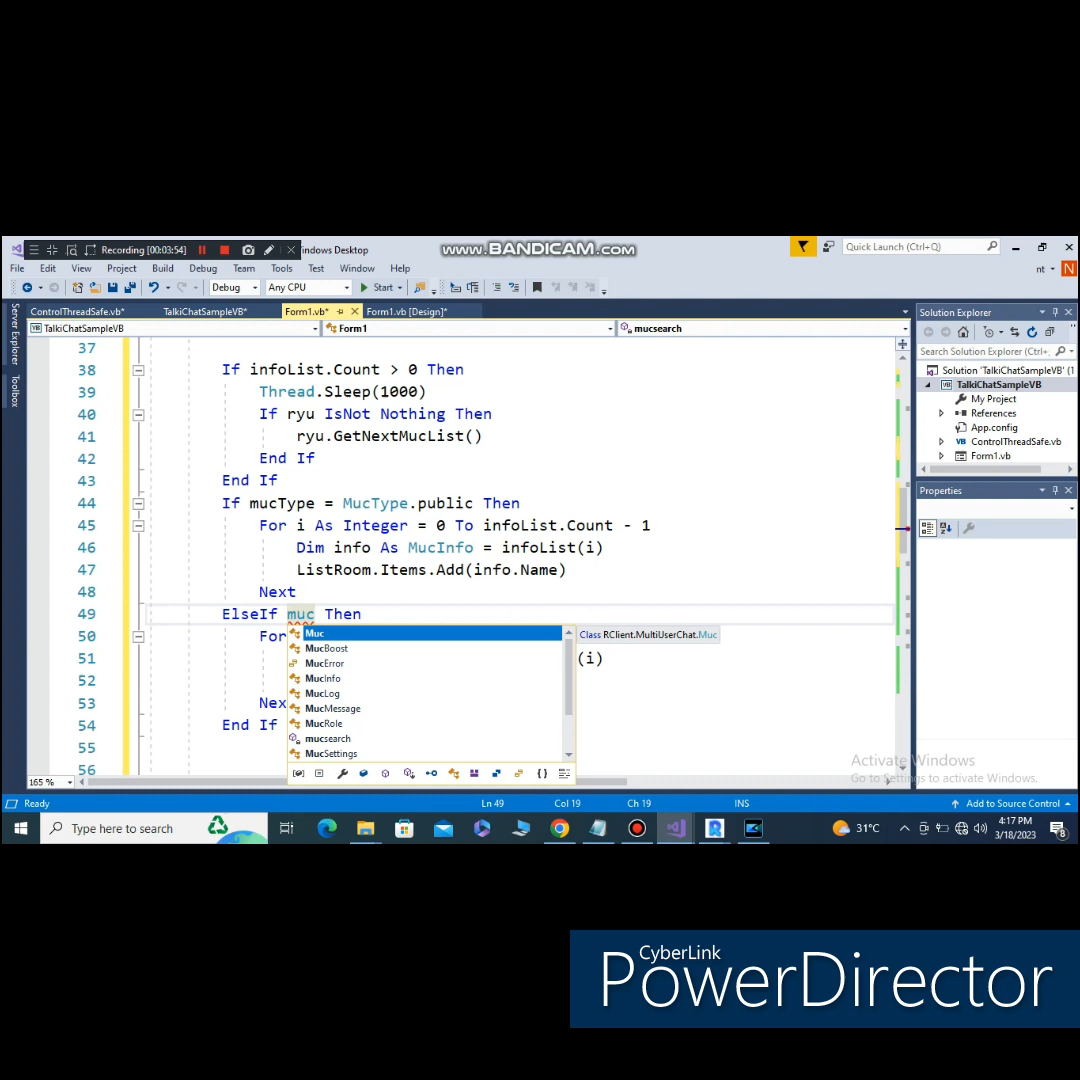 Recording [00:03:54]
indows Desktop
www.BANDICAM.com
Quick Launch (Ctrl+Q)
File Edit View Project Build Debug Team Tools Test Window Help
nt
N
Debug Any CPU Start
ControlThreadSafe.vb* TalkiChatSampleVB* Form1.vb* Form1.vb [Design]*
TalkiChatSampleVB Form1 mucsearch
Server Explorer
Toolbox
37
38 If infoList.Count > 0 Then
39 Thread.Sleep(1000)
40 If ryu IsNot Nothing Then
41 ryu.GetNextMucList()
42 End If
43 End If
44 If mucType = MucType.public Then
45 For i As Integer = 0 To infoList.Count - 1
46 Dim info As MucInfo = infoList(i)
47 ListRoom.Items.Add(info.Name)
48 Next
49 ElseIf muc Then
50 For
51 (i)
52
53 Nex
54 End If
55
56
Muc
MucBoost
MucError
MucInfo
MucLog
MucMessage
MucRole
mucsearch
MucSettings
Class RClient.MultiUserChat.Muc
165 %
Solution Explorer
Search Solution Explorer (Ctrl+;
Solution 'TalkiChatSampleVB' (1
TalkiChatSampleVB
My Project
References
App.config
ControlThreadSafe.vb
Form1.vb
Properties
Activate Windows
Go to Settings to activate Windows.
Ready Ln 49 Col 19 Ch 19 INS Add to Source Control
Type here to search
31°C
4:17 PM
3/18/2023
8
CyberLink
PowerDirector